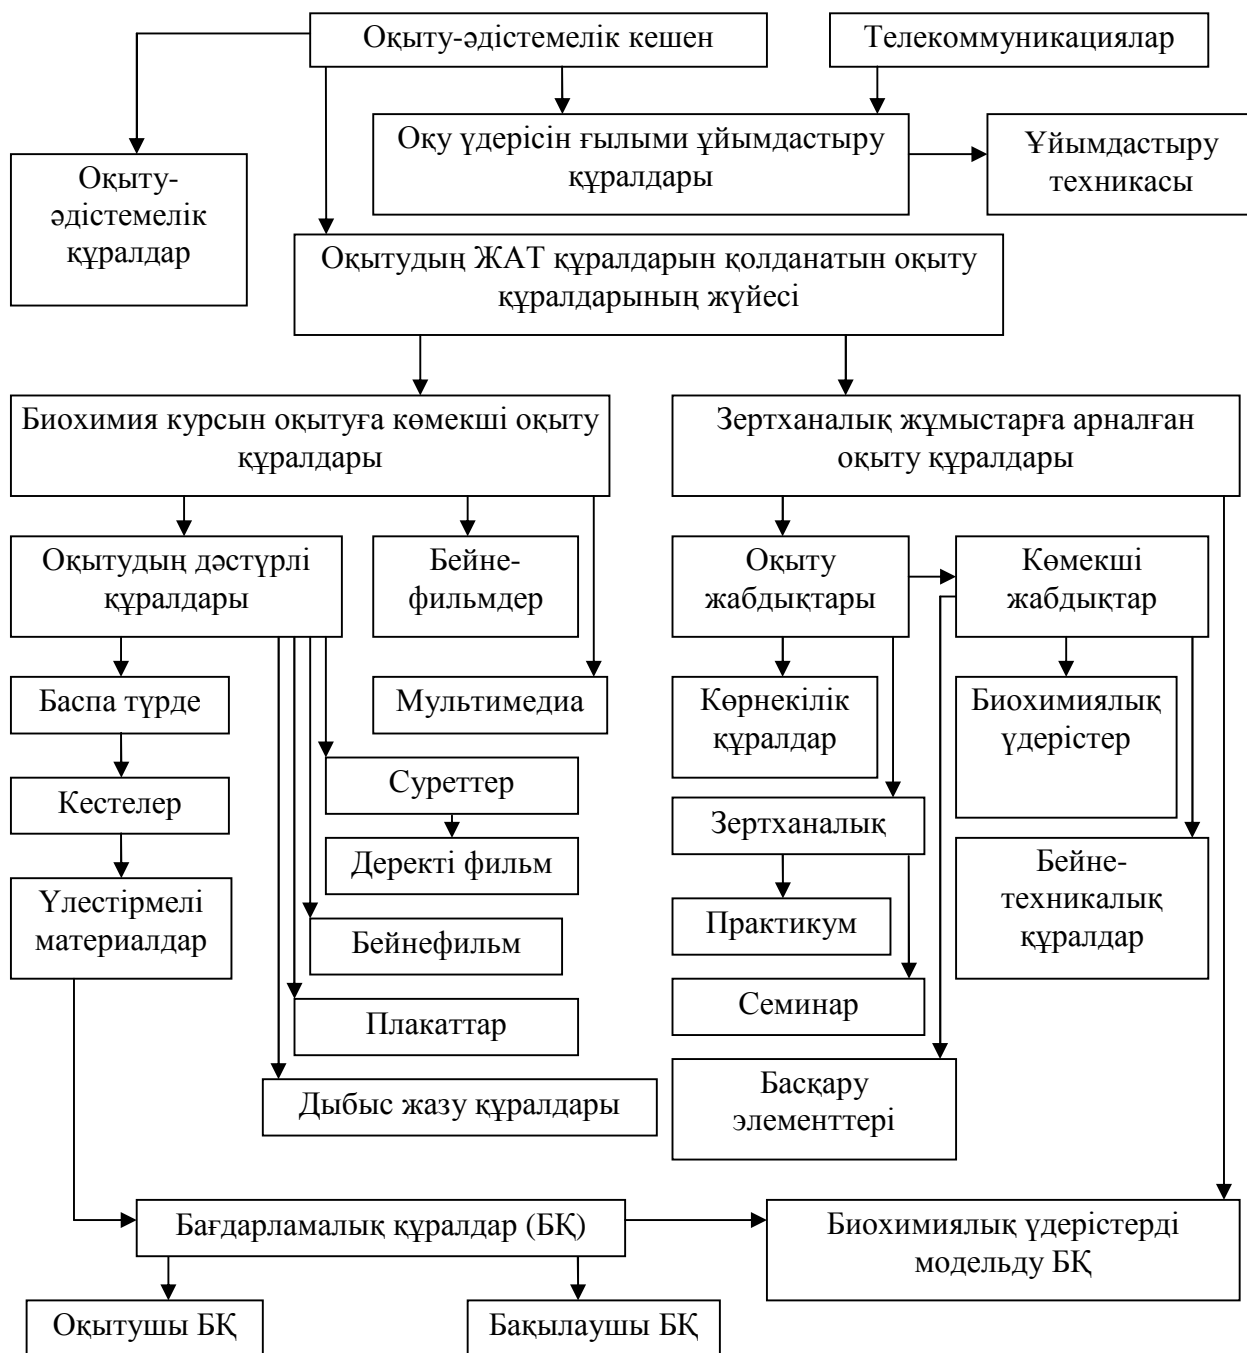 Оқыту-әдістемелік кешен
Телекоммуникациялар
Оқу үдерісін ғылыми ұйымдастыру
құралдары
Ұйымдастыру
техникасы
Оқыту-
әдістемелік
құралдар
Оқытудың ЖАТ құралдарын қолданатын оқыту
құралдарының жүйесі
Биохимия курсын оқытуға көмекші оқыту
құралдары
Зертханалық жұмыстарға арналған
оқыту құралдары
Оқытудың дәстүрлі
құралдары
Бейне-
фильмдер
Оқыту
жабдықтары
Көмекші
жабдықтар
Баспа түрде
Мультимедиа
Көрнекілік
құралдар
Биохимиялық
үдерістер
Кестелер
Суреттер
Зертханалық
Деректі фильм
Бейне-
техникалық
құралдар
Үлестірмелі
материалдар
Бейнефильм
Практикум
Плакаттар
Семинар
Дыбыс жазу құралдары
Басқару
элементтері
Бағдарламалық құралдар (БҚ)
Биохимиялық үдерістерді
модельду БҚ
Оқытушы БҚ
Бақылаушы БҚ